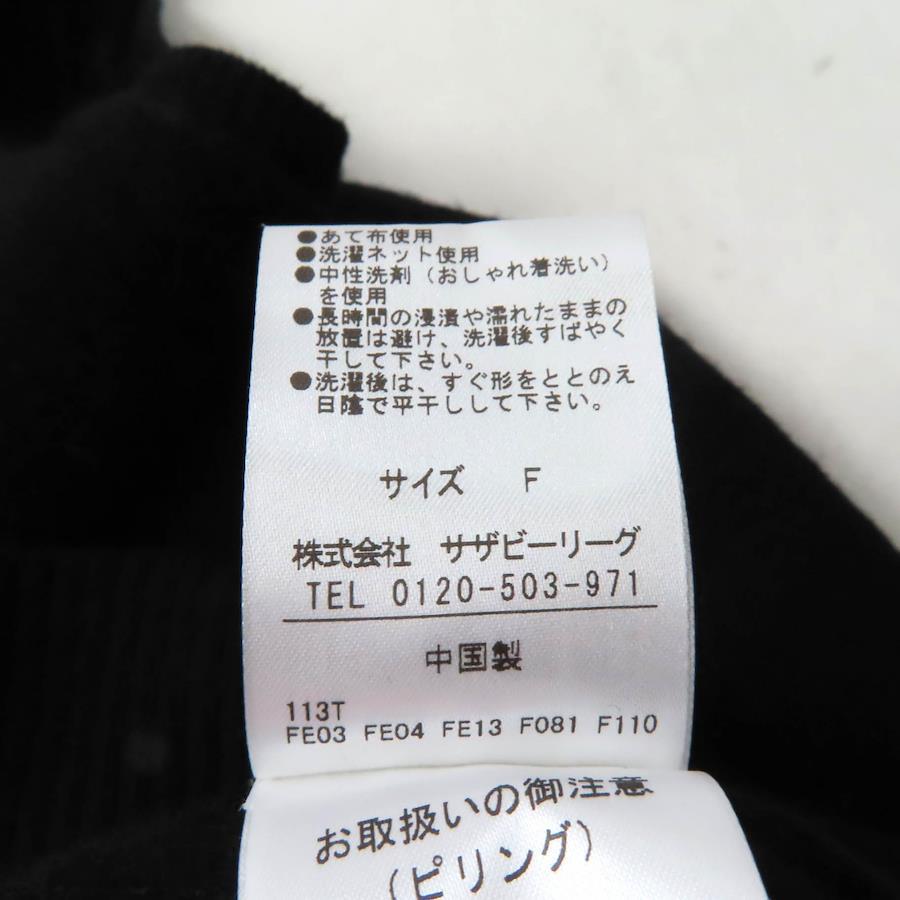 ●あて布使用
●洗濯ネット使用
●中性洗剤（おしゃれ着洗い）
を使用
●長時間の浸漬や濡れたままの
放置は避け、洗濯後すばやく
干して下さい。
●洗濯後は、すぐ形をととのえ
日陰で平干しして下さい。
サイズ F
株式会社 サザビーリーグ
TEL 0120-503-971
中国製
113T
FE03 FE04 FE13 F081 F110
お取扱いの御注意
（ピリング）